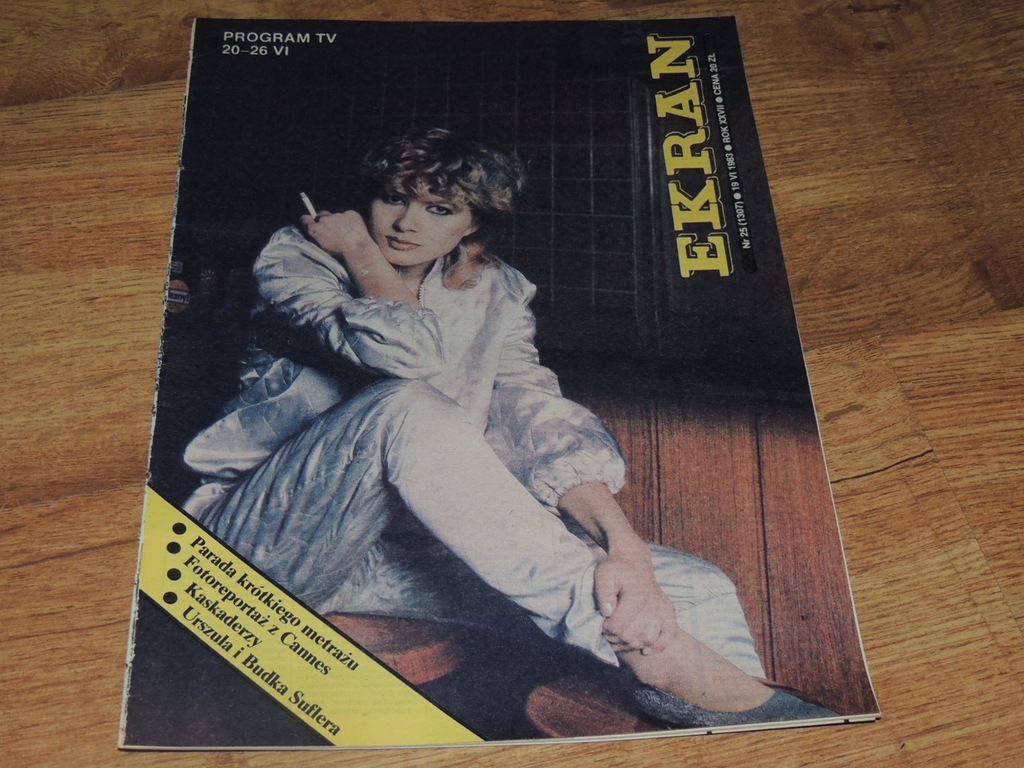 PROGRAM TV
20–26 VI
EKRAN
Nr 25 (1307) ● 19 VI 1983 ● ROK XXVII ● CENA 20 ZŁ
● Parada krótkiego metrażu
● Fotoreportaż z Cannes
● Kaskaderzy
● Urszula i Budka Suflera